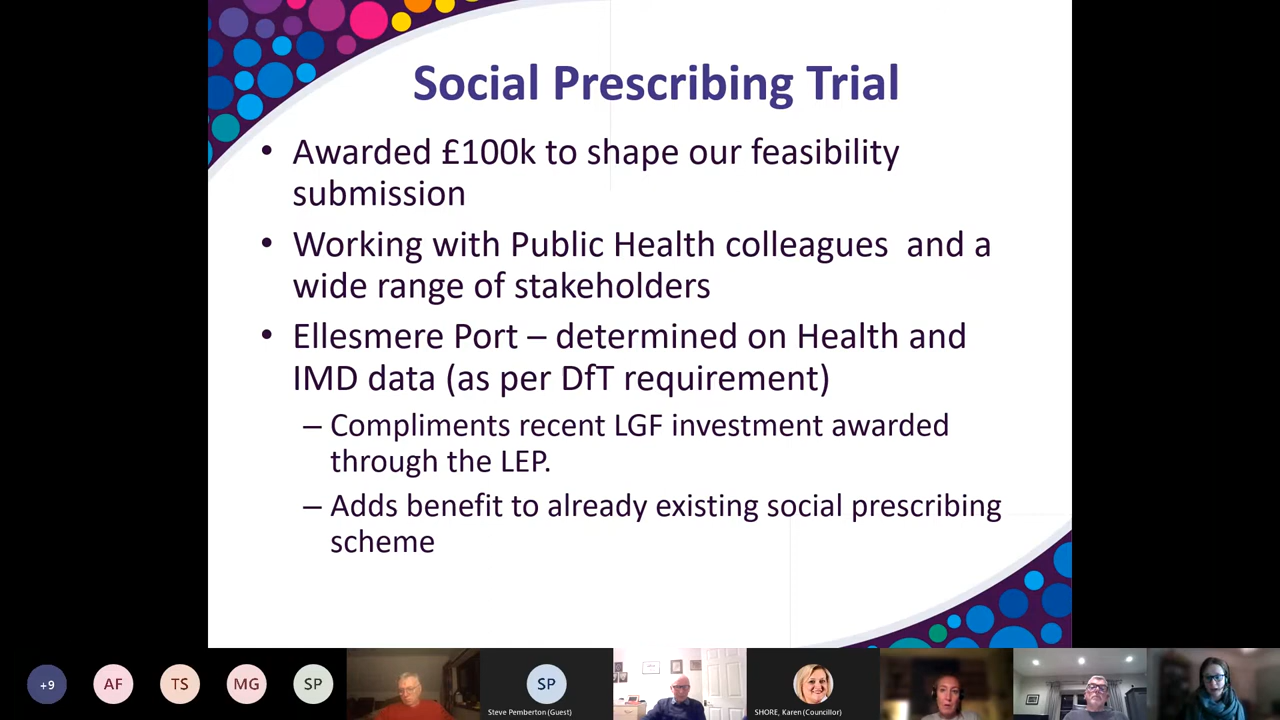 Social Prescribing Trial
• Awarded £100k to shape our feasibility
submission
• Working with Public Health colleagues  and a
wide range of stakeholders
• Ellesmere Port – determined on Health and
IMD data (as per DfT requirement)
– Compliments recent LGF investment awarded
through the LEP.
– Adds benefit to already existing social prescribing
scheme
+9
AF
TS
MG
SP
SP
Steve Pemberton (Guest)
SHORE, Karen (Councillor)